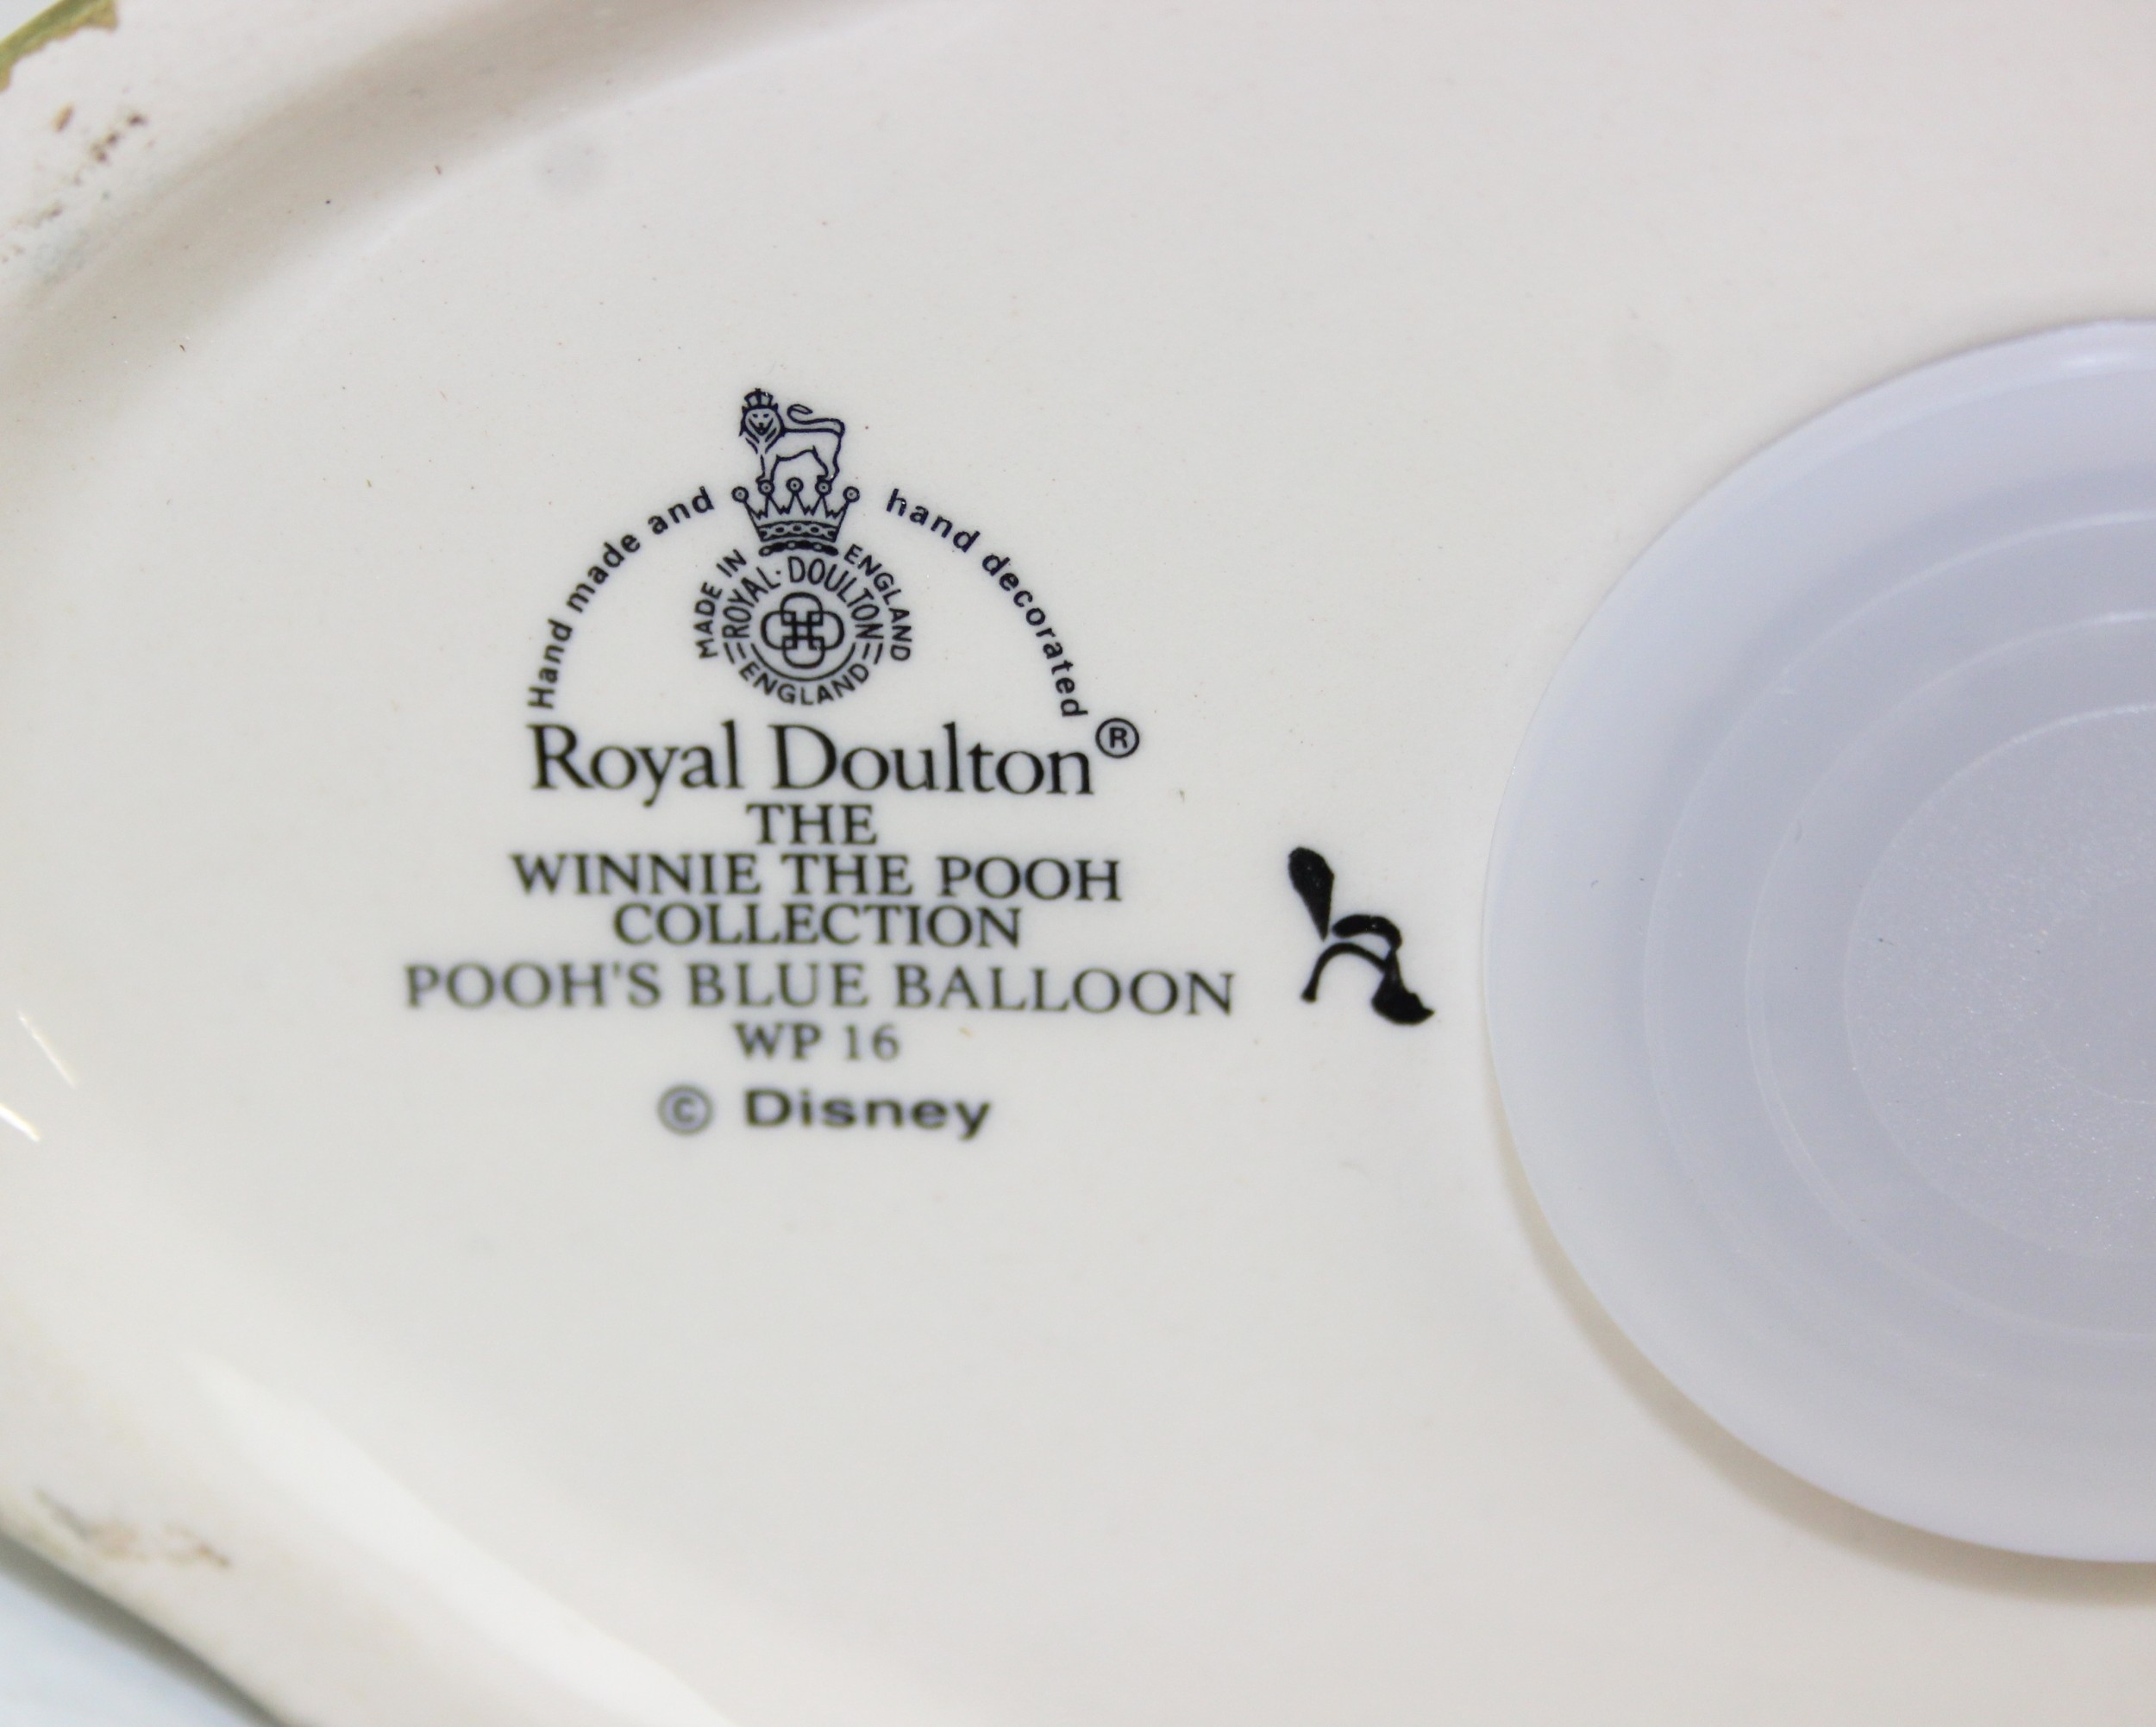 Hand made and hand decorated
MADE IN ENGLAND
ROYAL·DOULTON
ENGLAND
Royal Doulton®
THE
WINNIE THE POOH
COLLECTION
POOH'S BLUE BALLOON
WP 16
© Disney